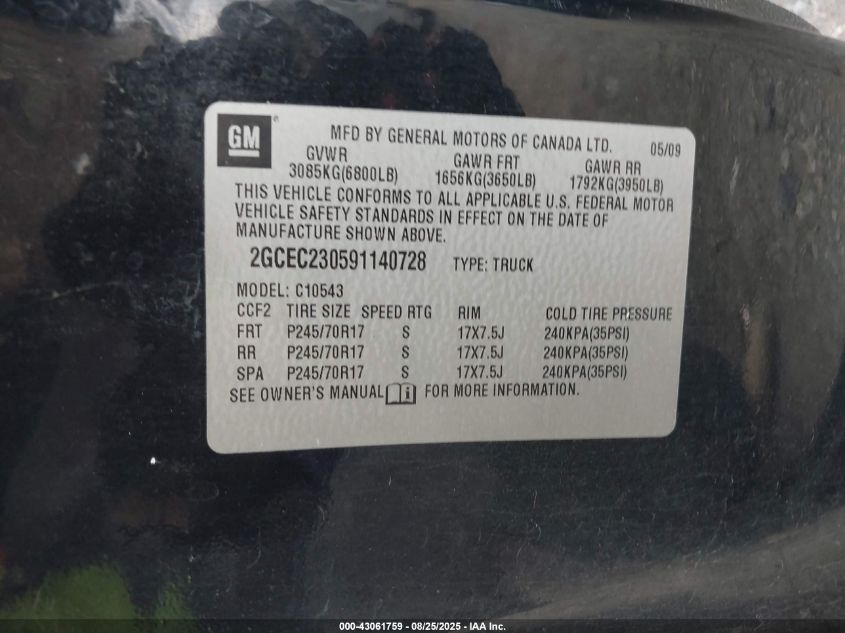 GM
MFD BY GENERAL MOTORS OF CANADA LTD. 05/09
GVWR GAWR FRT GAWR RR
3085KG(6800LB) 1656KG(3650LB) 1792KG(3950LB)
THIS VEHICLE CONFORMS TO ALL APPLICABLE U.S. FEDERAL MOTOR
VEHICLE SAFETY STANDARDS IN EFFECT ON THE DATE OF
MANUFACTURE SHOWN ABOVE.
2GCEC230591140728 TYPE: TRUCK
MODEL: C10543
CCF2 TIRE SIZE SPEED RTG RIM COLD TIRE PRESSURE
FRT P245/70R17 S 17X7.5J 240KPA(35PSI)
RR P245/70R17 S 17X7.5J 240KPA(35PSI)
SPA P245/70R17 S 17X7.5J 240KPA(35PSI)
SEE OWNER'S MANUAL FOR MORE INFORMATION.
000-43061759 - 08/25/2025 - IAA Inc.